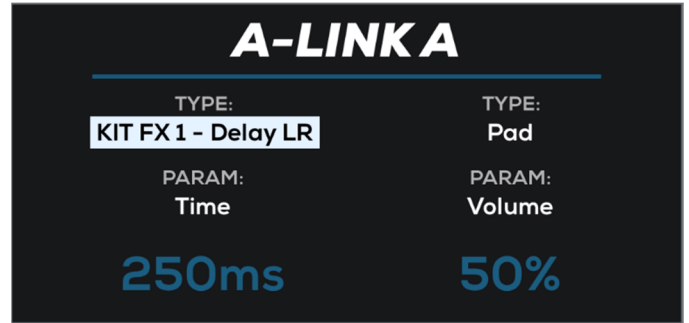 A-LINK A
TYPE: TYPE:
KIT FX 1 - Delay LR Pad
PARAM: PARAM:
Time Volume
250ms 50%